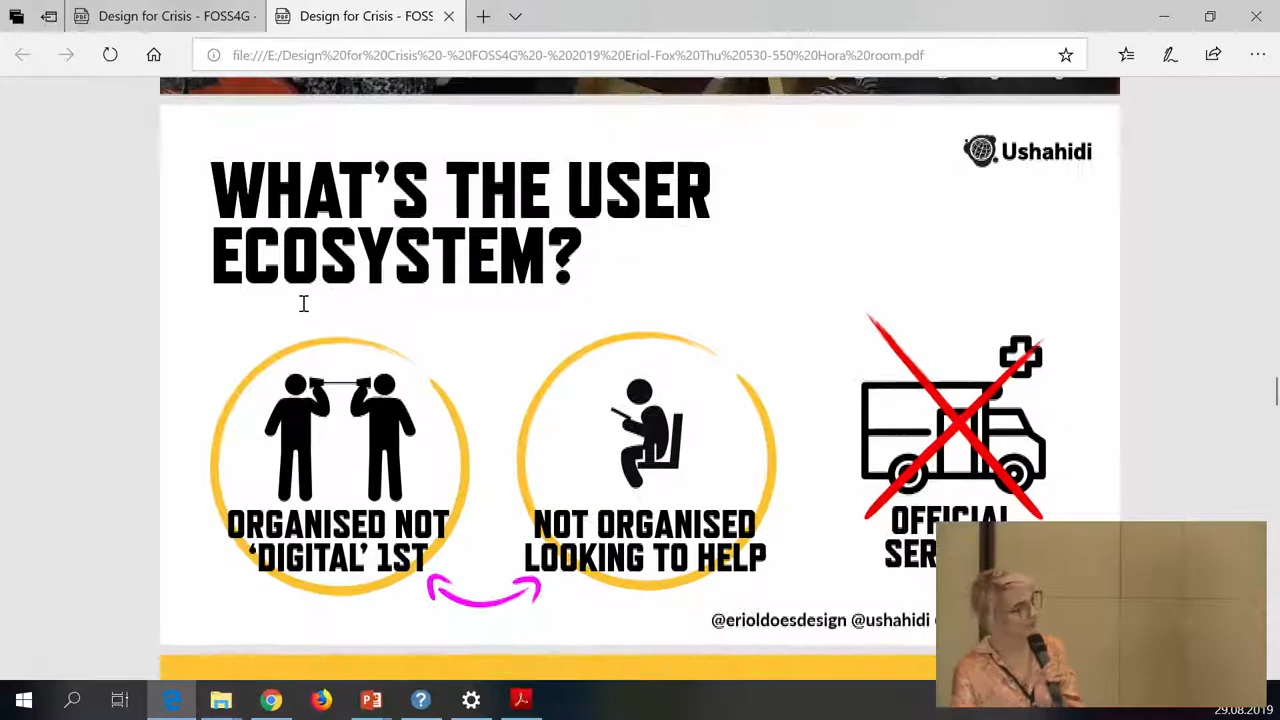 Design for Crisis - FOSS4G -
Design for Crisis - FOSS
file:///E:/Design%20for%20Crisis%20-%20FOSS4G%20-%202019%20Eriol-Fox%20Thu%20530-550%20Hora%20room.pdf
Ushahidi
WHAT'S THE USER
ECOSYSTEM?
ORGANISED NOT
'DIGITAL' 1ST
NOT ORGANISED
LOOKING TO HELP
OFFICIAL
SER
@erioldoesdesign @ushahidi
29.08.2019